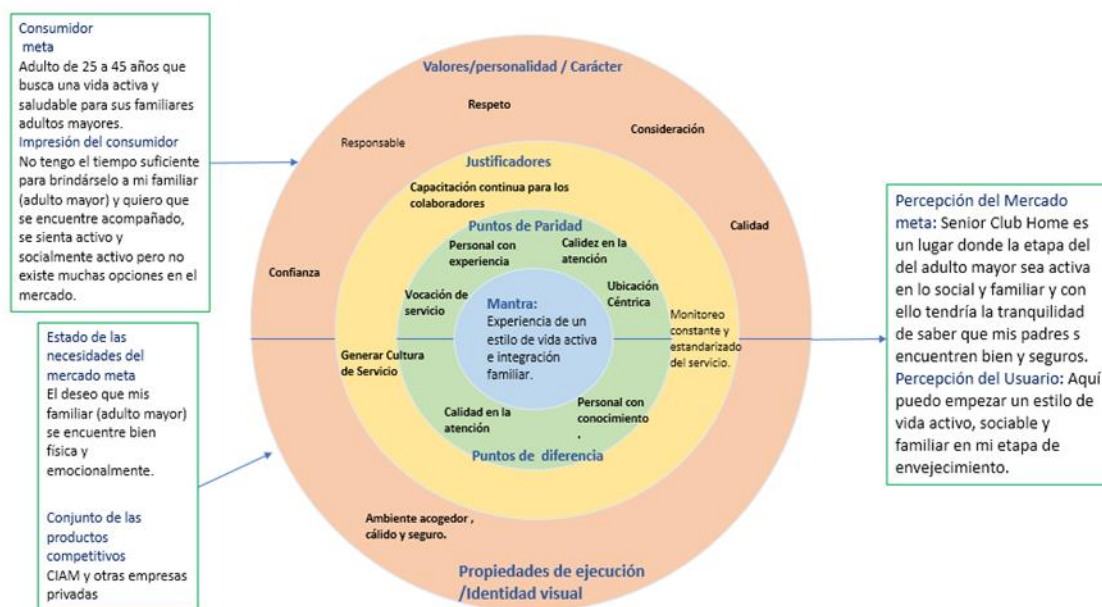 Consumidor
meta
Adulto de 25 a 45 años que
busca una vida activa y
saludable para sus familiares
adultos mayores.
Impresión del consumidor
No tengo el tiempo suficiente
para brindárselo a mi familiar
(adulto mayor) y quiero que
se encuentre acompañado,
se sienta activo y
socialmente activo pero no
existe muchas opciones en el
mercado.
Estado de las
necesidades del
mercado meta
El deseo que mis
familiar (adulto mayor)
se encuentre bien
física y
emocionalmente.
Conjunto de las
productos
competitivos
CIAM y otras empresas
privadas
Valores/personalidad / Carácter
Respeto
Consideración
Responsable
Calidad
Confianza
Justificadores
Capacitación continua para los
colaboradores
Puntos de Paridad
Personal con
experiencia
Calidez en la
atención
Vocación de
servicio
Ubicación
Céntrica
Mantra:
Experiencia de un
estilo de vida activa
e integración
familiar.
Monitoreo
constante y
estandarizado
del servicio.
Generar Cultura
de Servicio
Calidad en la
atención
Personal con
conocimiento
.
Puntos de diferencia
Ambiente acogedor ,
cálido y seguro.
Propiedades de ejecución
/Identidad visual
Percepción del Mercado
meta: Senior Club Home es
un lugar donde la etapa del
del adulto mayor sea activa
en lo social y familiar y con
ello tendría la tranquilidad
de saber que mis padres s
encuentren bien y seguros.
Percepción del Usuario: Aquí
puedo empezar un estilo de
vida activo, sociable y
familiar en mi etapa de
envejecimiento.